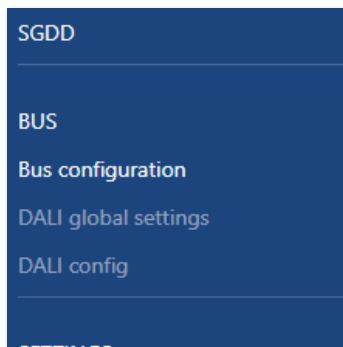 SGDD
BUS
Bus configuration
DALI global settings
DALI config